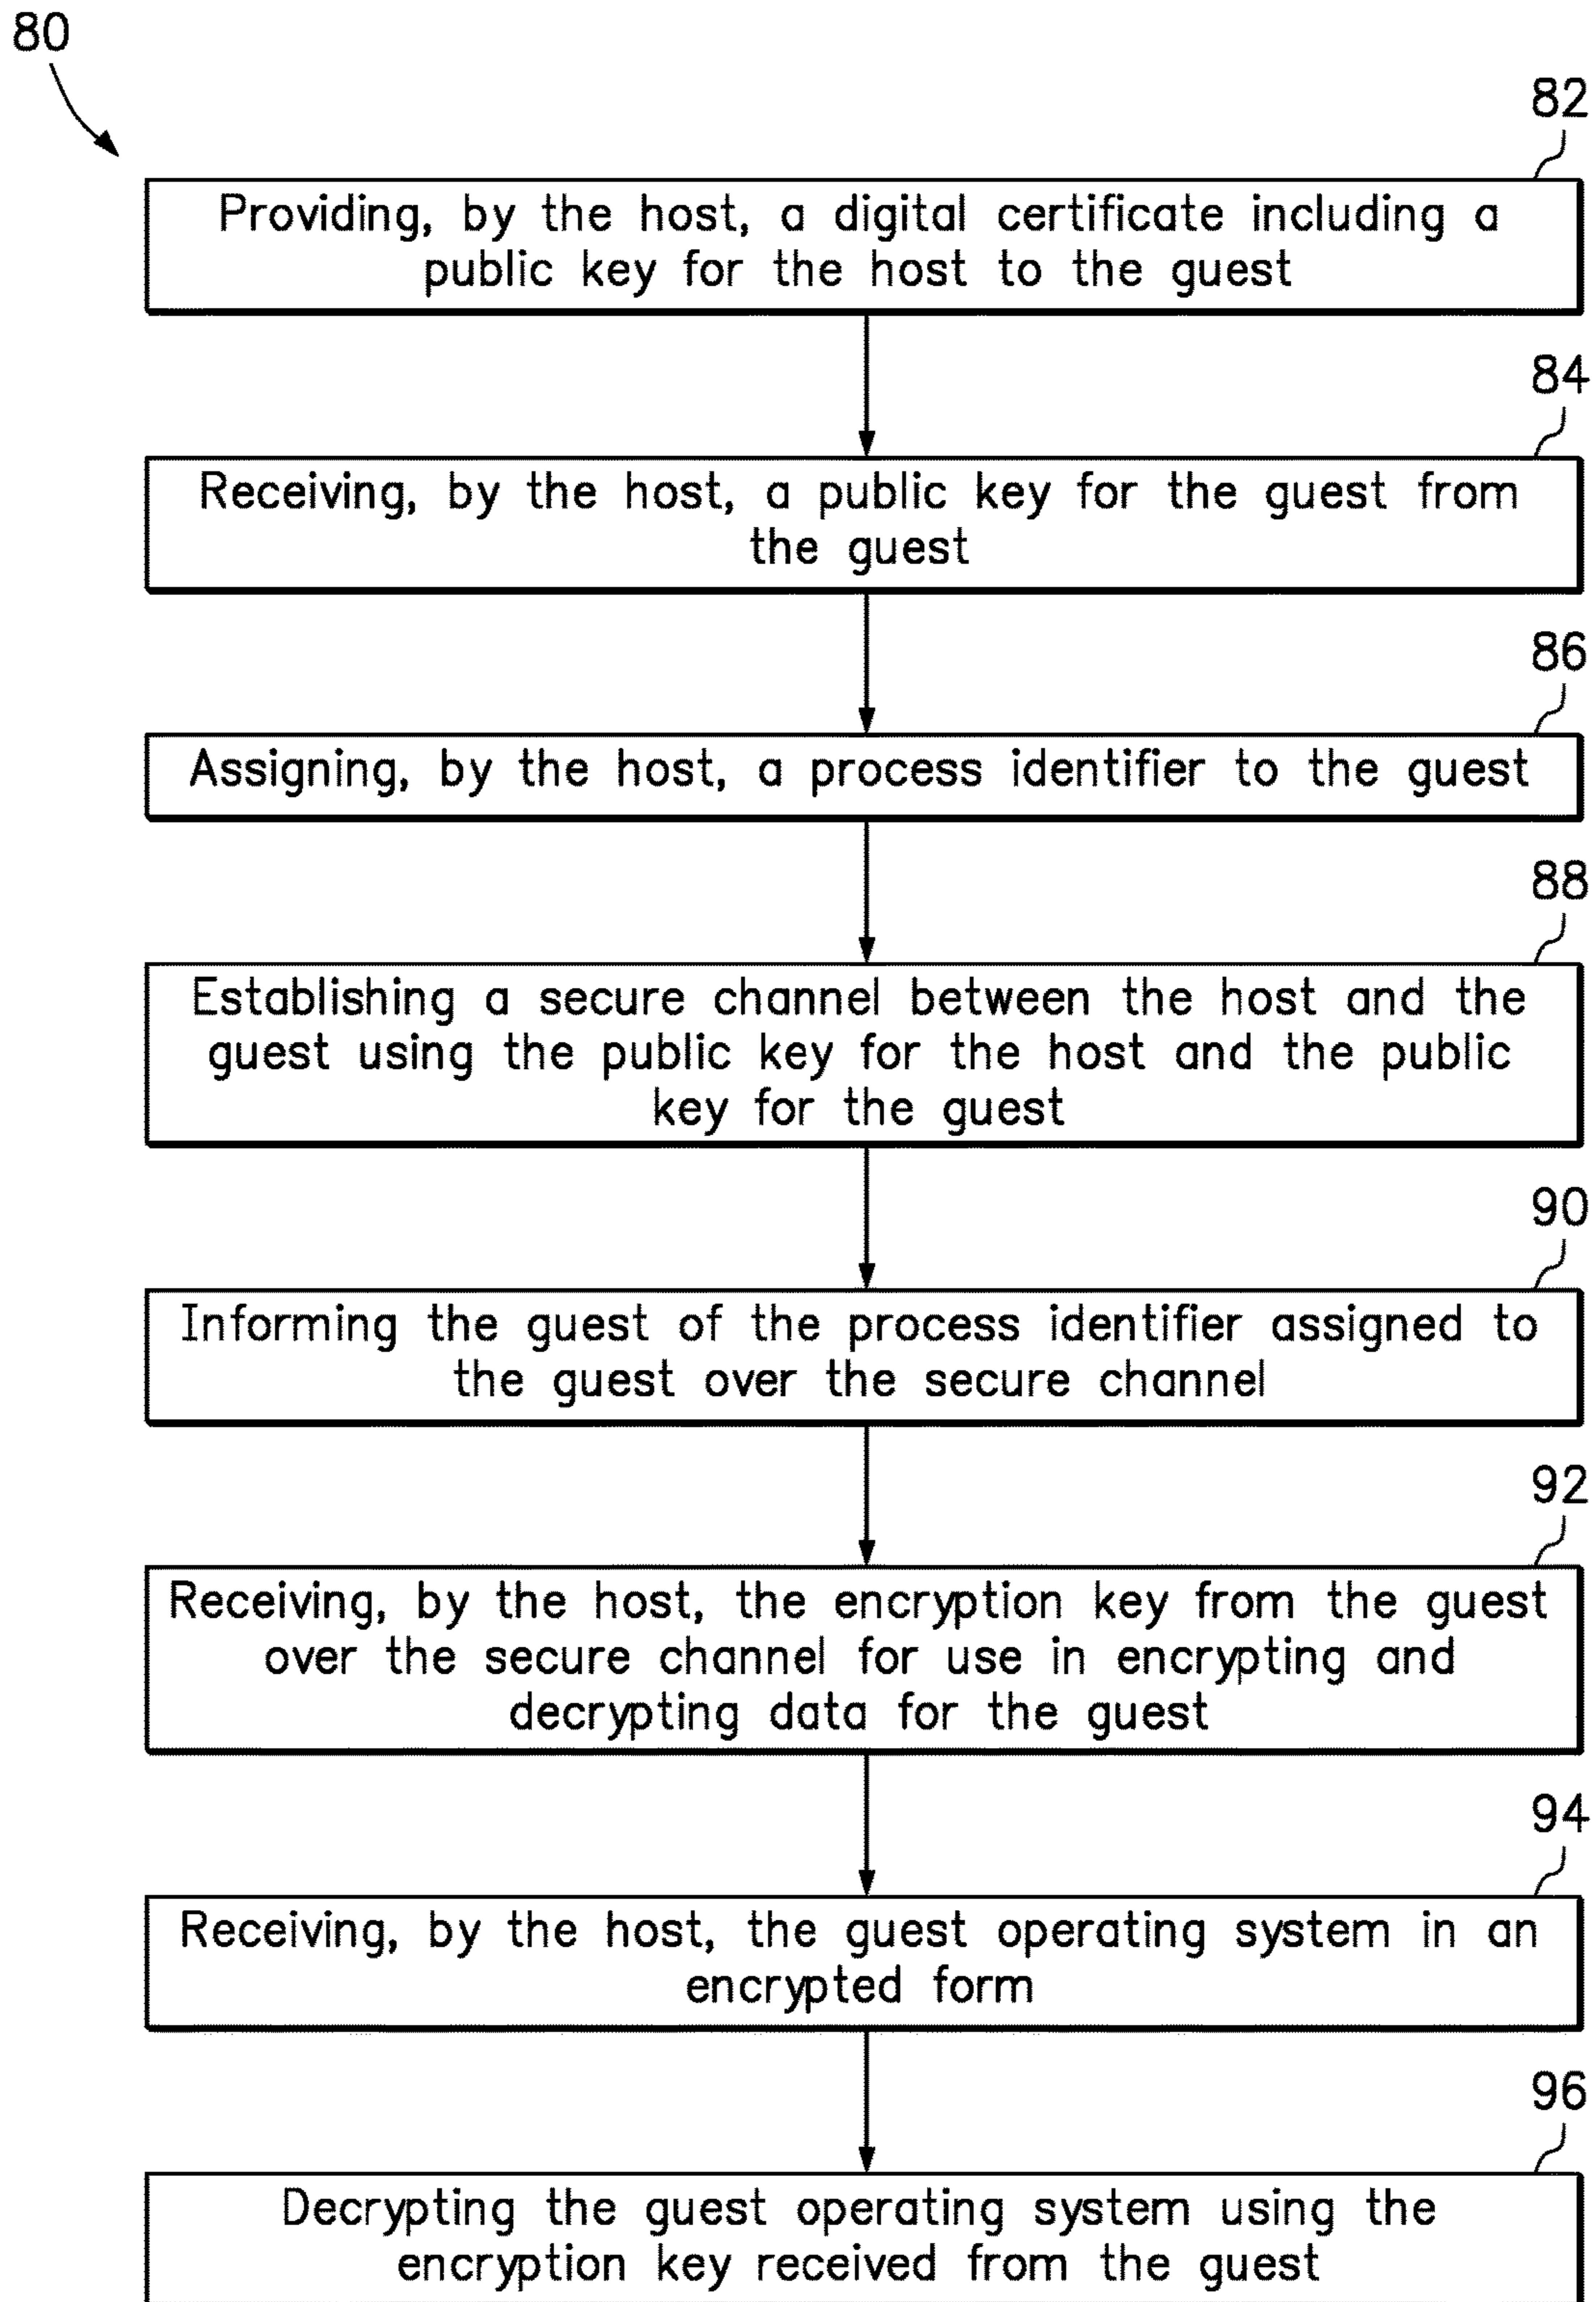 80
82
Providing, by the host, a digital certificate including a
public key for the host to the guest
84
Receiving, by the host, a public key for the guest from
the guest
86
Assigning, by the host, a process identifier to the guest
88
Establishing a secure channel between the host and the
guest using the public key for the host and the public
key for the guest
90
Informing the guest of the process identifier assigned to
the guest over the secure channel
92
Receiving, by the host, the encryption key from the guest
over the secure channel for use in encrypting and
decrypting data for the guest
94
Receiving, by the host, the guest operating system in an
encrypted form
96
Decrypting the guest operating system using the
encryption key received from the guest